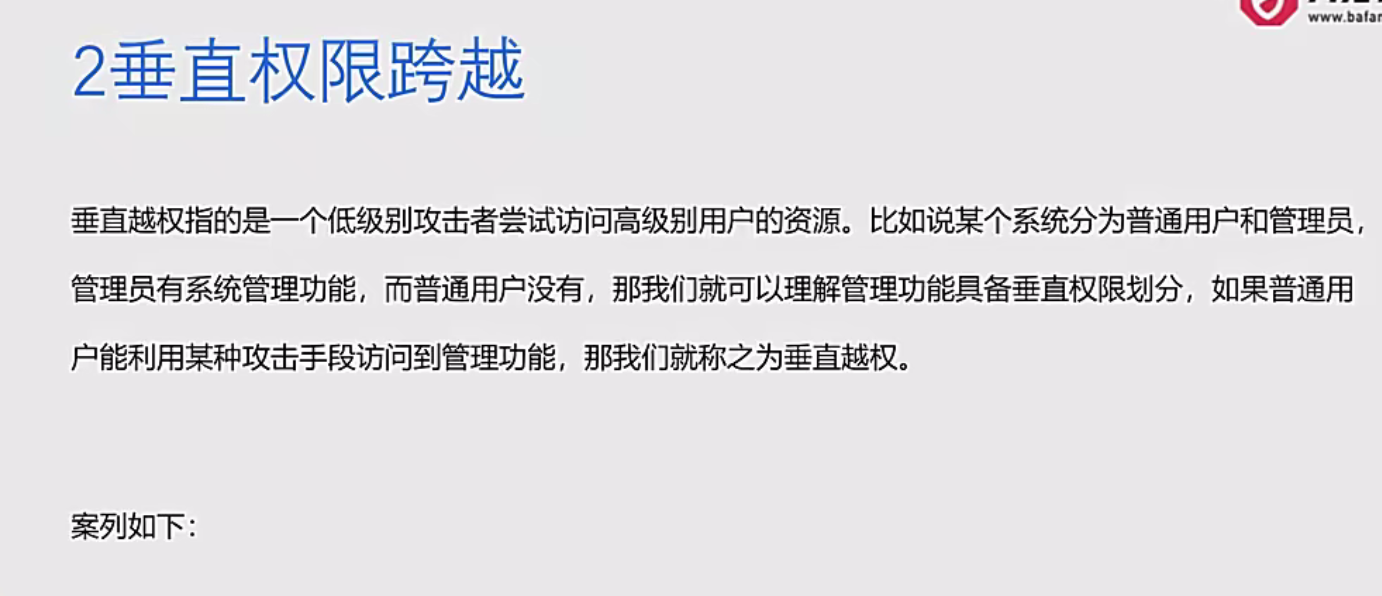 www.bafan
2垂直权限跨越
垂直越权指的是一个低级别攻击者尝试访问高级别用户的资源。比如说某个系统分为普通用户和管理员，
管理员有系统管理功能，而普通用户没有，那我们就可以理解管理功能具备垂直权限划分，如果普通用
户能利用某种攻击手段访问到管理功能，那我们就称之为垂直越权。
案列如下：